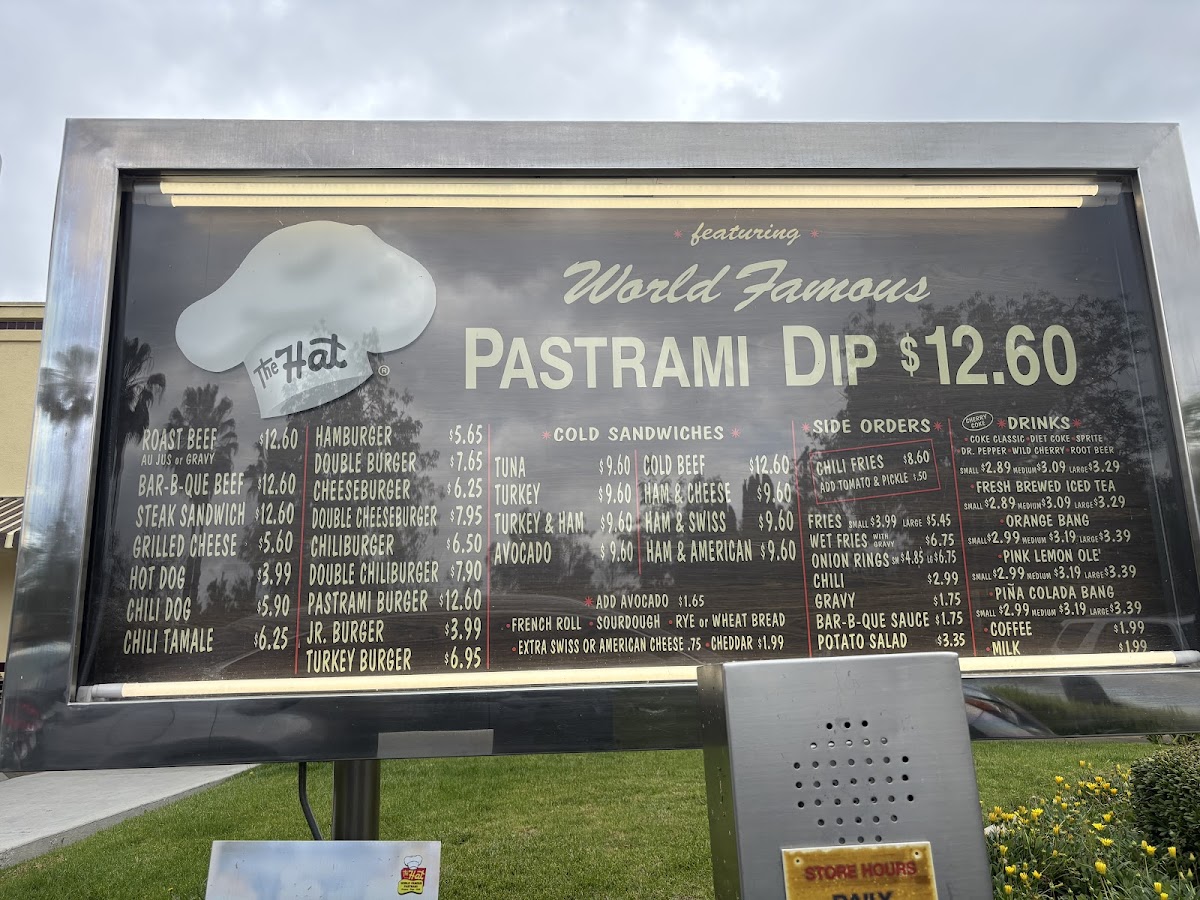 featuring
World Famous
PASTRAMI DIP $12.60
The Hat ®
ROAST BEEF $12.60
AU JUS or GRAVY
BAR-B-QUE BEEF $12.60
STEAK SANDWICH $12.60
GRILLED CHEESE $5.60
HOT DOG $3.99
CHILI DOG $5.90
CHILI TAMALE $6.25
HAMBURGER $5.65
DOUBLE BURGER $7.65
CHEESEBURGER $6.25
DOUBLE CHEESEBURGER $7.95
CHILIBURGER $6.50
DOUBLE CHILIBURGER $7.90
PASTRAMI BURGER $12.60
JR. BURGER $3.99
TURKEY BURGER $6.95
COLD SANDWICHES
TUNA $9.60
TURKEY $9.60
TURKEY & HAM $9.60
AVOCADO $9.60
COLD BEEF $12.60
HAM & CHEESE $9.60
HAM & SWISS $9.60
HAM & AMERICAN $9.60
ADD AVOCADO $1.65
• FRENCH ROLL • SOURDOUGH • RYE or WHEAT BREAD
• EXTRA SWISS OR AMERICAN CHEESE .75 • CHEDDAR $1.99
SIDE ORDERS
CHILI FRIES $8.60
ADD TOMATO & PICKLE $.50
FRIES SMALL $3.99 LARGE $5.45
WET FRIES WITH GRAVY $6.75
ONION RINGS SM $4.85 LG $6.75
CHILI $2.99
GRAVY $1.75
BAR-B-QUE SAUCE $1.75
POTATO SALAD $3.35
CHERRY COKE
DRINKS
• COKE CLASSIC • DIET COKE • SPRITE
DR. PEPPER • WILD CHERRY • ROOT BEER
SMALL $2.89 MEDIUM $3.09 LARGE $3.29
• FRESH BREWED ICED TEA
SMALL $2.89 MEDIUM $3.09 LARGE $3.29
• ORANGE BANG
SMALL $2.99 MEDIUM $3.19 LARGE $3.39
• PINK LEMON OLE'
SMALL $2.99 MEDIUM $3.19 LARGE $3.39
• PIÑA COLADA BANG
SMALL $2.99 MEDIUM $3.19 LARGE $3.39
• COFFEE $1.99
• MILK $1.99
The Hat
STORE HOURS
DAILY